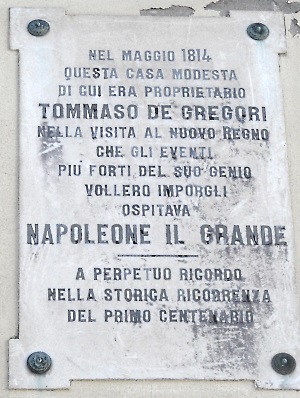 NEL MAGGIO 1814
QUESTA CASA MODESTA
DI CUI ERA PROPRIETARIO
TOMMASO DE' GREGORI
NELLA VISITA AL NUOVO REGNO
CHE GLI EVENTI
PIÙ FORTI DEL SUO GENIO
VOLLERO IMPORGLI
OSPITAVA
NAPOLEONE IL GRANDE
A PERPETUO RICORDO
NELLA STORICA RICORRENZA
DEL PRIMO CENTENARIO